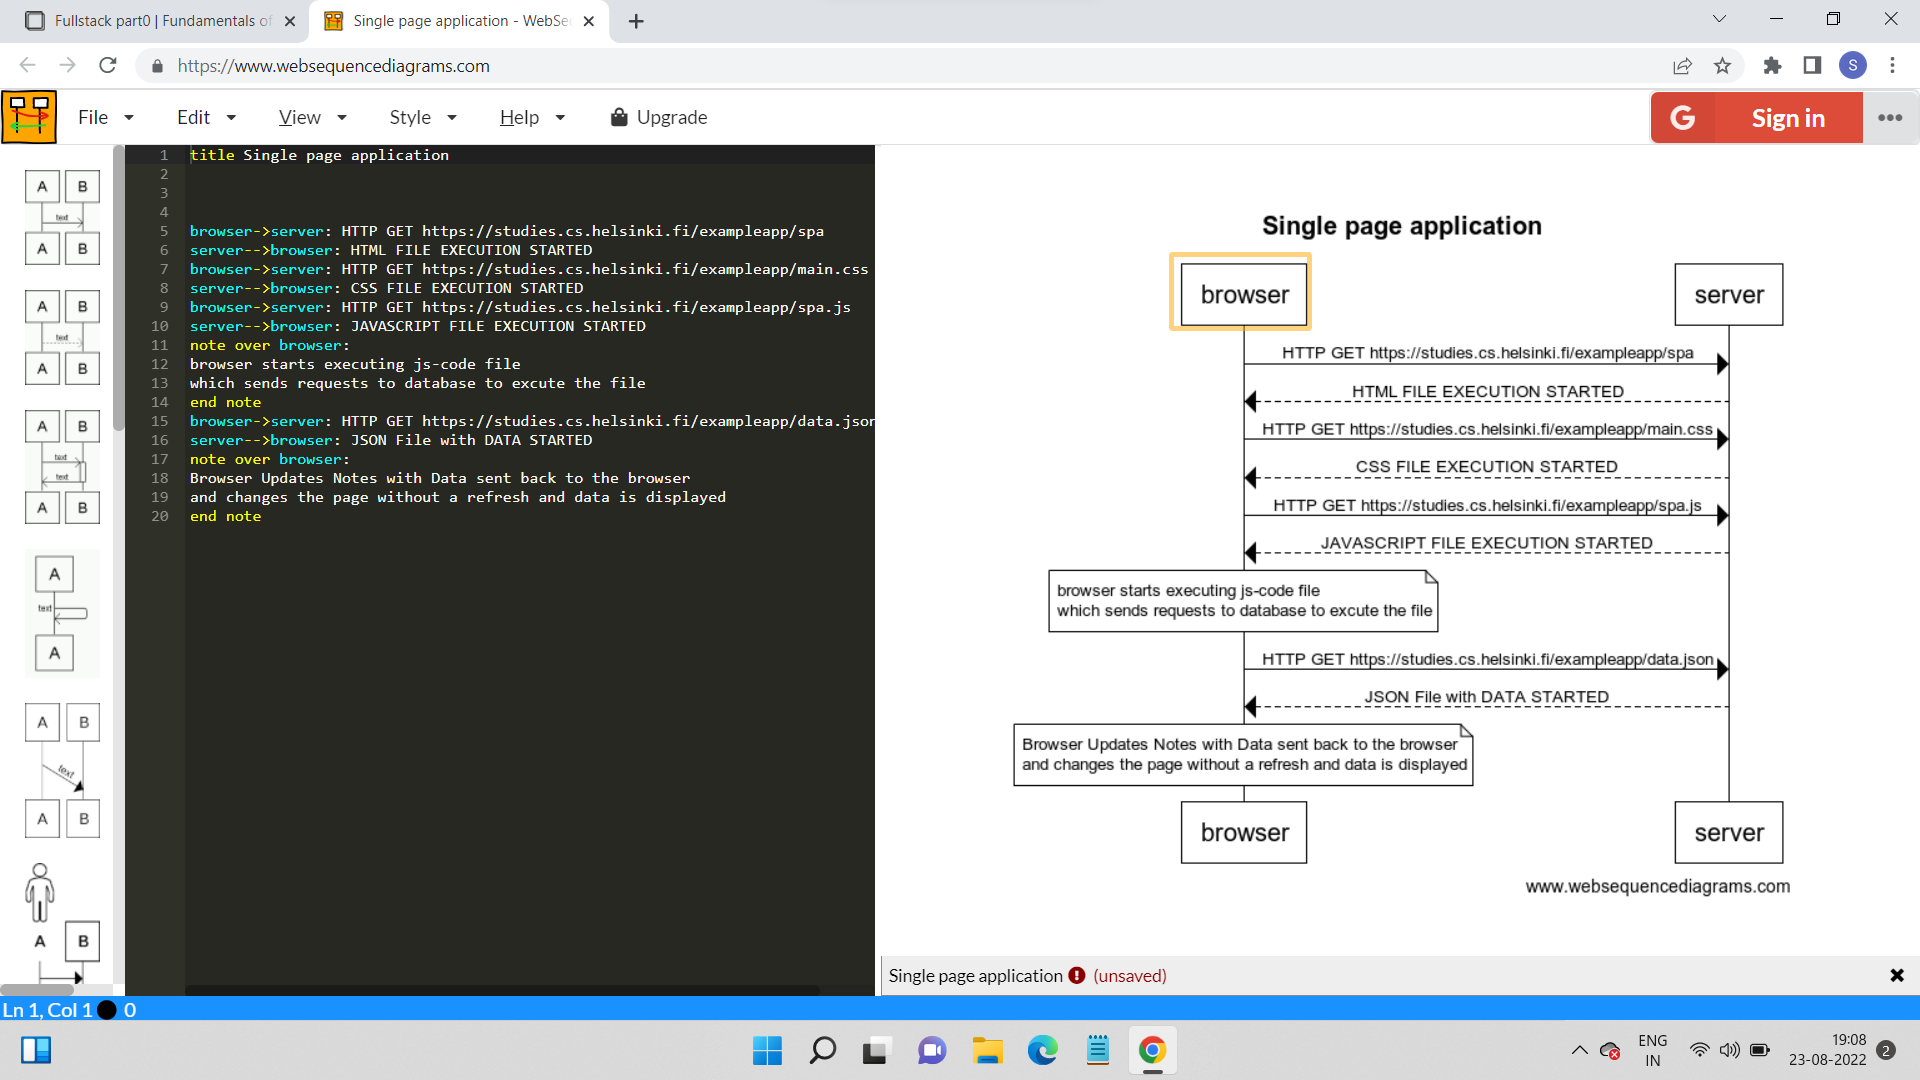 Fullstack part0 | Fundamentals of
Single page application - WebSe
https://www.websequencediagrams.com
S
File
Edit
View
Style
Help
Upgrade
G
Sign in
A B
text
A B
A B
text
A B
A B
text
text
A B
A
text
A
A B
text
A B
A B
1 title Single page application
2
3
4
5 browser->server: HTTP GET https://studies.cs.helsinki.fi/exampleapp/spa
6 server-->browser: HTML FILE EXECUTION STARTED
7 browser->server: HTTP GET https://studies.cs.helsinki.fi/exampleapp/main.css
8 server-->browser: CSS FILE EXECUTION STARTED
9 browser->server: HTTP GET https://studies.cs.helsinki.fi/exampleapp/spa.js
10 server-->browser: JAVASCRIPT FILE EXECUTION STARTED
11 note over browser:
12 browser starts executing js-code file
13 which sends requests to database to excute the file
14 end note
15 browser->server: HTTP GET https://studies.cs.helsinki.fi/exampleapp/data.json
16 server-->browser: JSON File with DATA STARTED
17 note over browser:
18 Browser Updates Notes with Data sent back to the browser
19 and changes the page without a refresh and data is displayed
20 end note
Single page application
browser server
HTTP GET https://studies.cs.helsinki.fi/exampleapp/spa
HTML FILE EXECUTION STARTED
HTTP GET https://studies.cs.helsinki.fi/exampleapp/main.css
CSS FILE EXECUTION STARTED
HTTP GET https://studies.cs.helsinki.fi/exampleapp/spa.js
JAVASCRIPT FILE EXECUTION STARTED
browser starts executing js-code file
which sends requests to database to excute the file
HTTP GET https://studies.cs.helsinki.fi/exampleapp/data.json
JSON File with DATA STARTED
Browser Updates Notes with Data sent back to the browser
and changes the page without a refresh and data is displayed
browser server
www.websequencediagrams.com
Single page application (unsaved)
Ln 1, Col 1 0
ENG
IN
19:08
23-08-2022
2